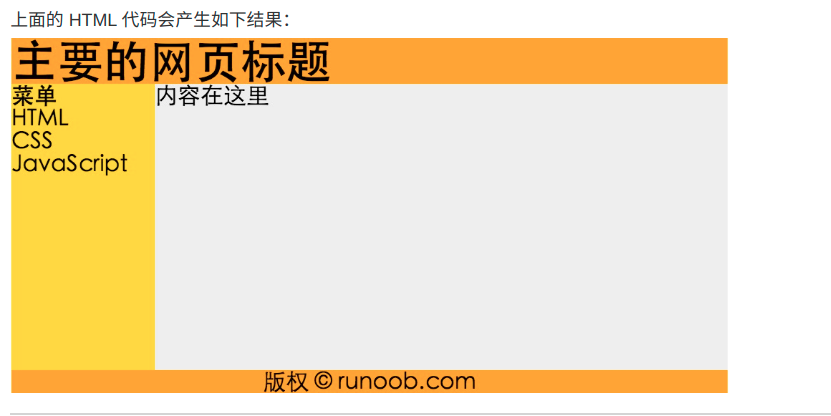 上面的 HTML 代码会产生如下结果：
主要的网页标题
菜单
HTML
CSS
JavaScript
内容在这里
版权 © runoob.com